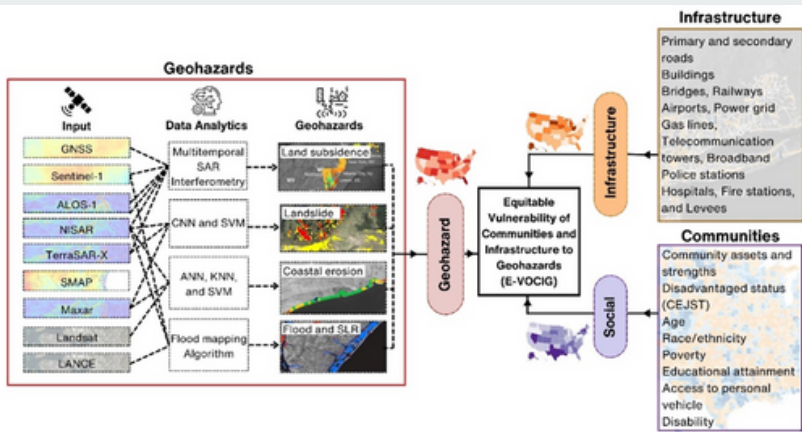 Geohazards
Input
Data Analytics
Geohazards
GNSS
Sentinel-1
ALOS-1
NISAR
TerraSAR-X
SMAP
Maxar
Landsat
LANCE
Multitemporal
SAR
Interferometry
CNN and SVM
ANN, KNN,
and SVM
Flood mapping
Algorithm
Land subsidence
Landslide
Coastal erosion
Flood and SLR
Geohazard
Equitable
Vulnerability of
Communities and
Infrastructure to
Geohazards
(E-VOCIG)
Infrastructure
Social
Infrastructure
Primary and secondary
roads
Buildings
Bridges, Railways
Airports, Power grid
Gas lines,
Telecommunication
towers, Broadband
Police stations
Hospitals, Fire stations,
and Levees
Communities
Community assets and
strengths
Disadvantaged status
(CEJST)
Age
Race/ethnicity
Poverty
Educational attainment
Access to personal
vehicle
Disability